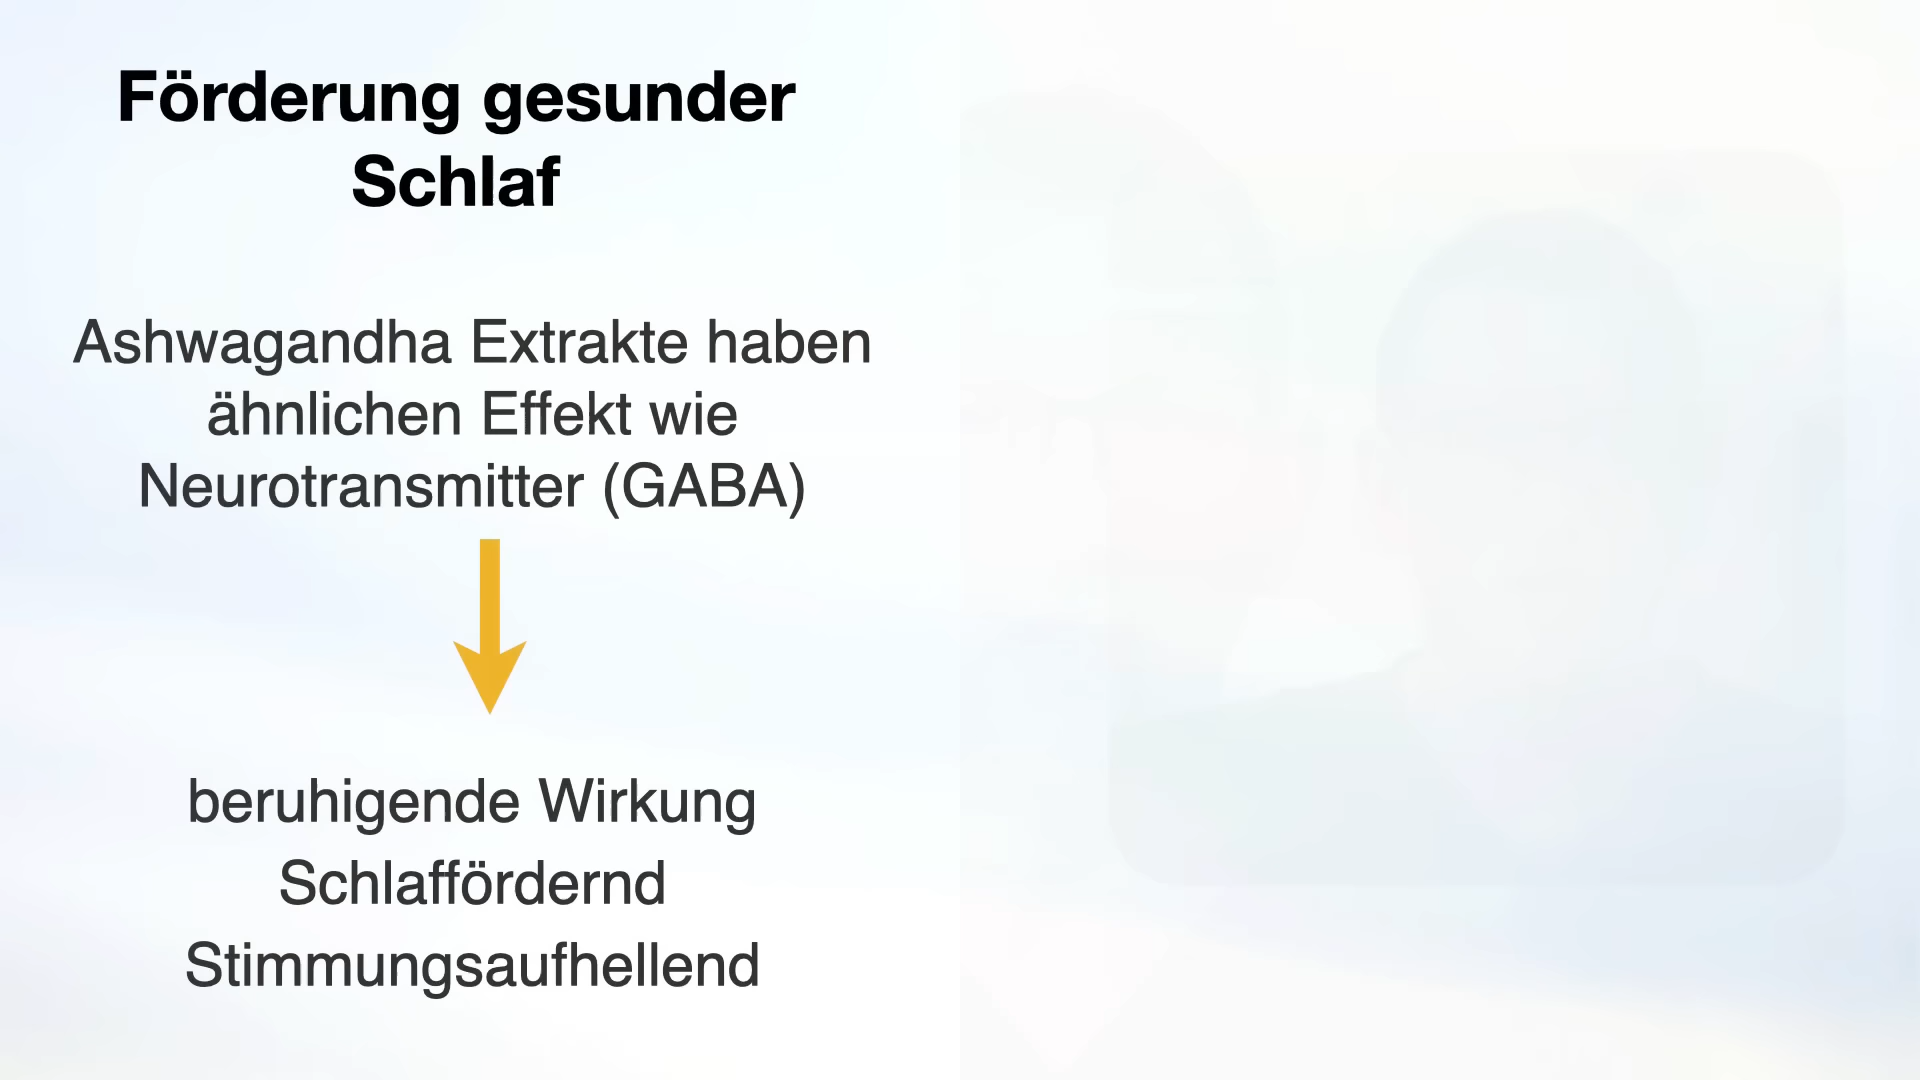 Förderung gesunder
Schlaf
Ashwagandha Extrakte haben
ähnlichen Effekt wie
Neurotransmitter (GABA)
beruhigende Wirkung
Schlaffördernd
Stimmungsaufhellend